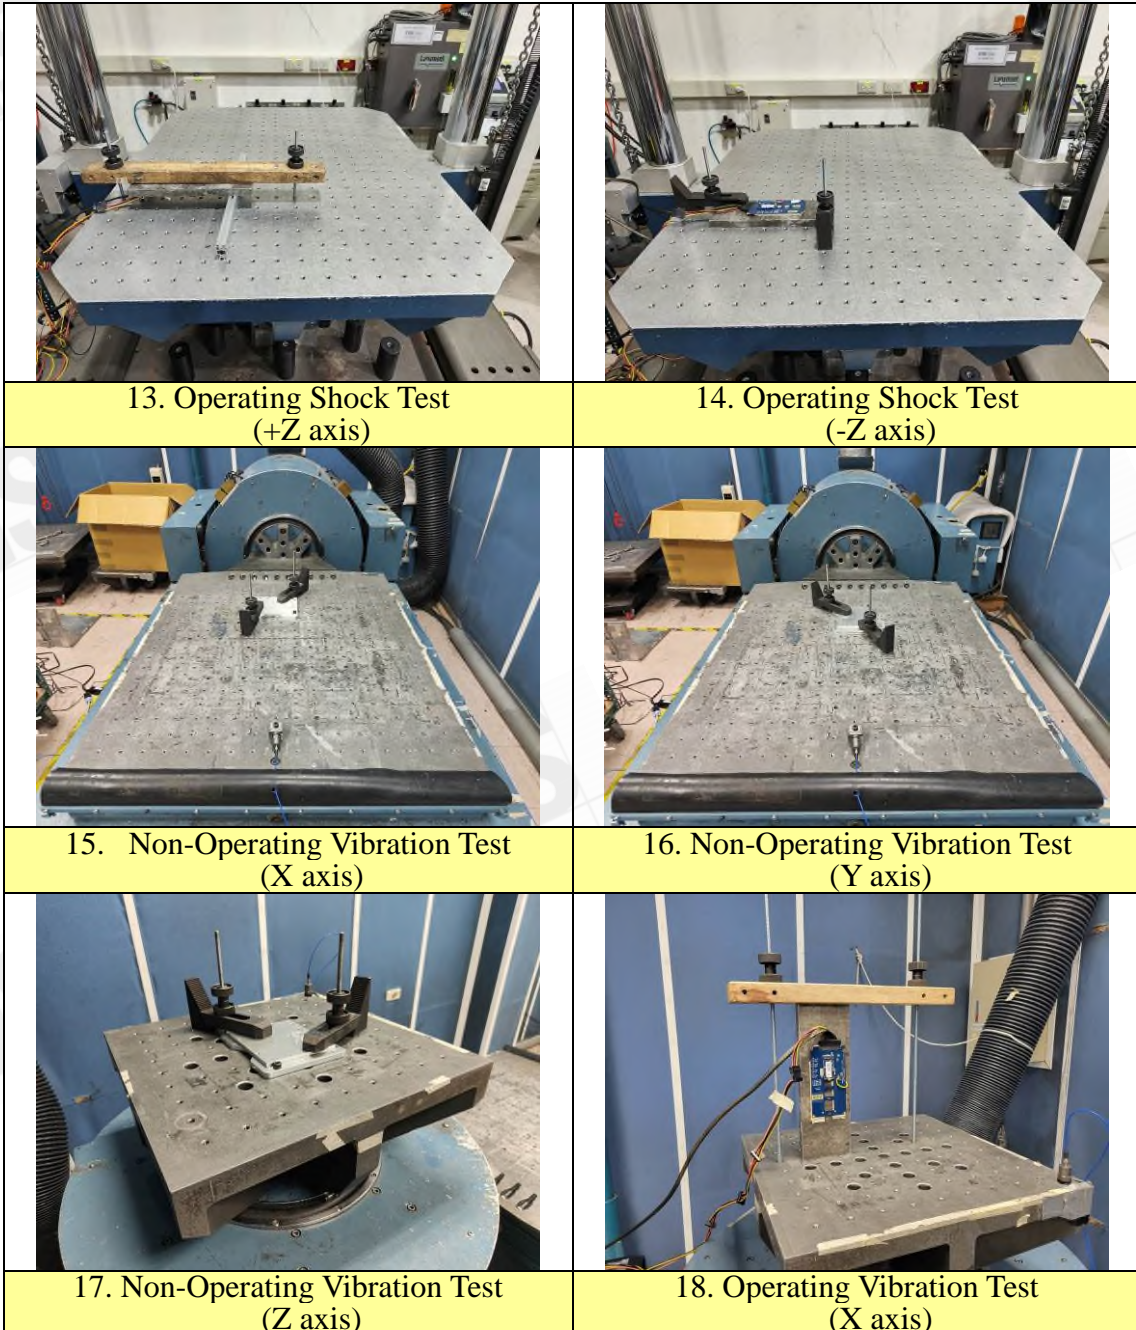 13. Operating Shock Test
(+Z axis)
14. Operating Shock Test
(-Z axis)
15. Non-Operating Vibration Test
(X axis)
16. Non-Operating Vibration Test
(Y axis)
17. Non-Operating Vibration Test
(Z axis)
18. Operating Vibration Test
(X axis)